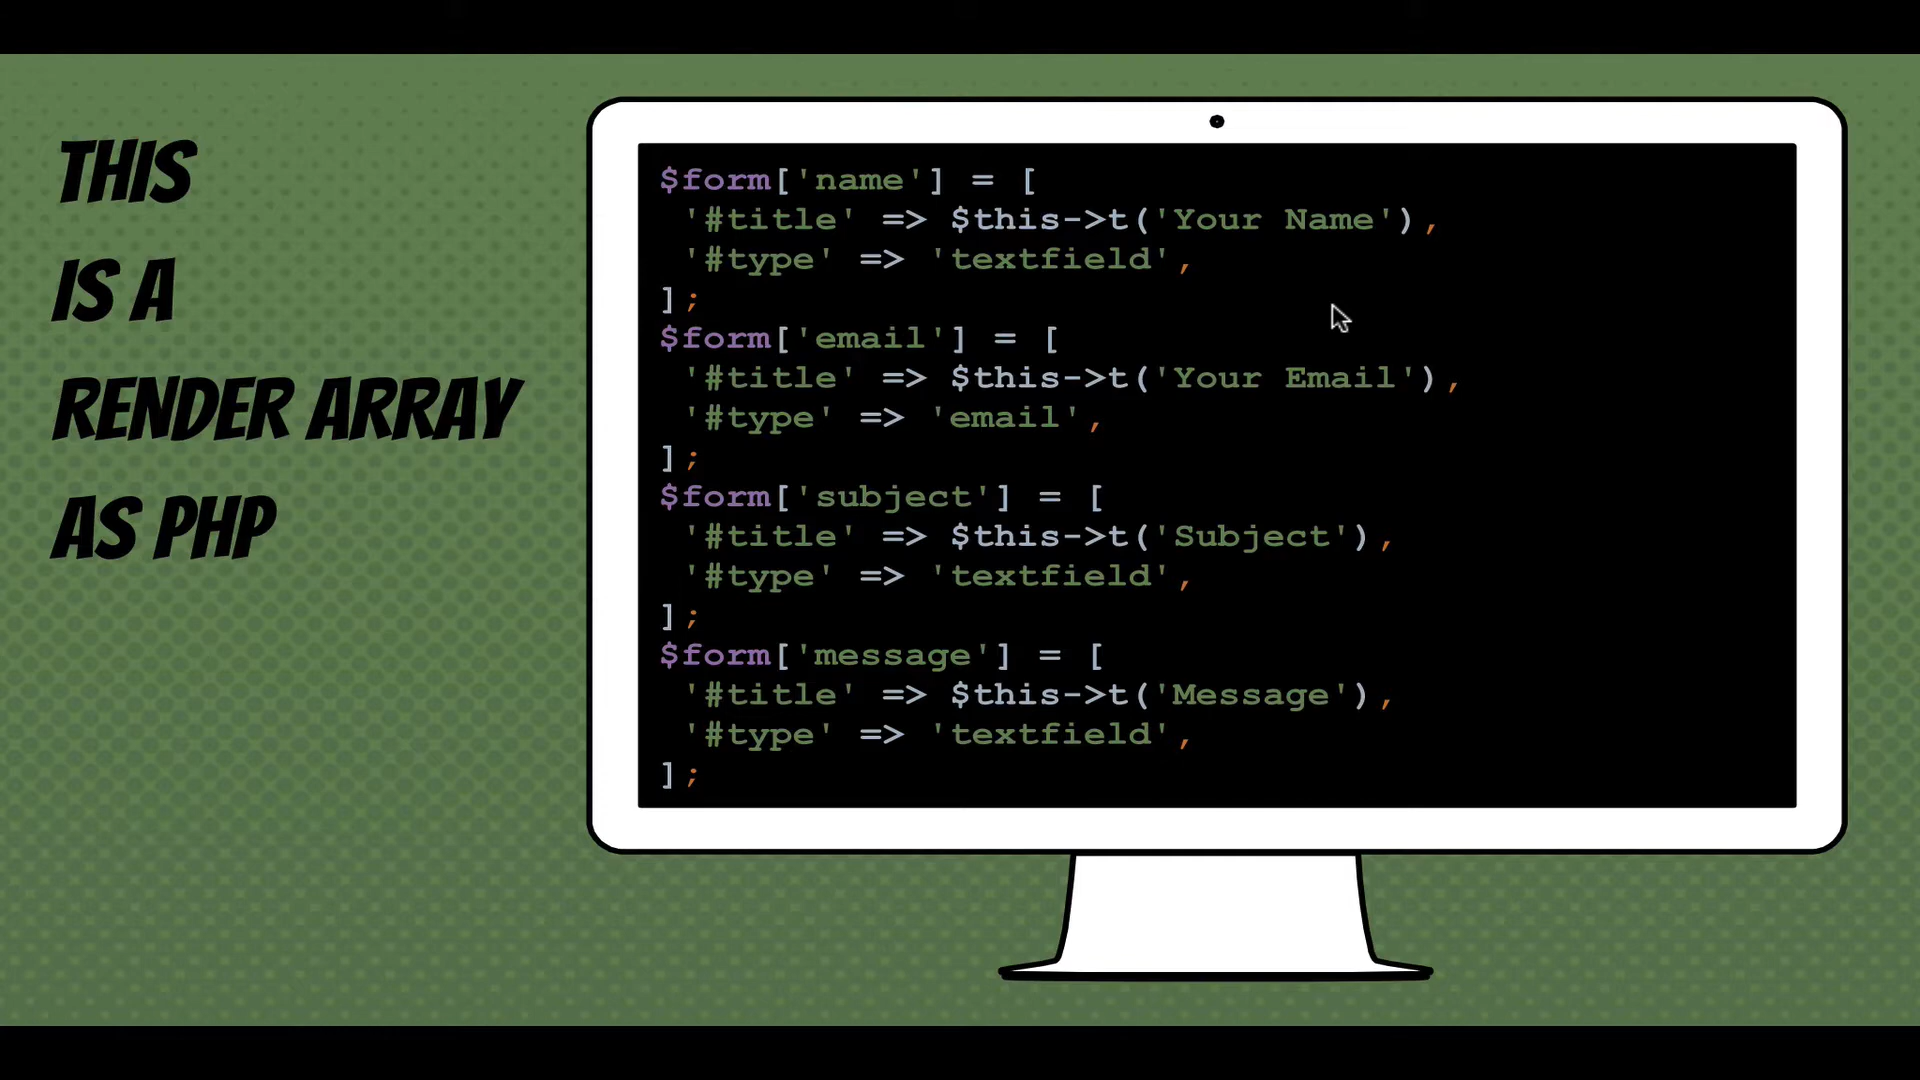 THIS
IS A
RENDER ARRAY
AS PHP
$form['name'] = [
 '#title' => $this->t('Your Name'),
 '#type' => 'textfield',
];
$form['email'] = [
 '#title' => $this->t('Your Email'),
 '#type' => 'email',
];
$form['subject'] = [
 '#title' => $this->t('Subject'),
 '#type' => 'textfield',
];
$form['message'] = [
 '#title' => $this->t('Message'),
 '#type' => 'textfield',
];